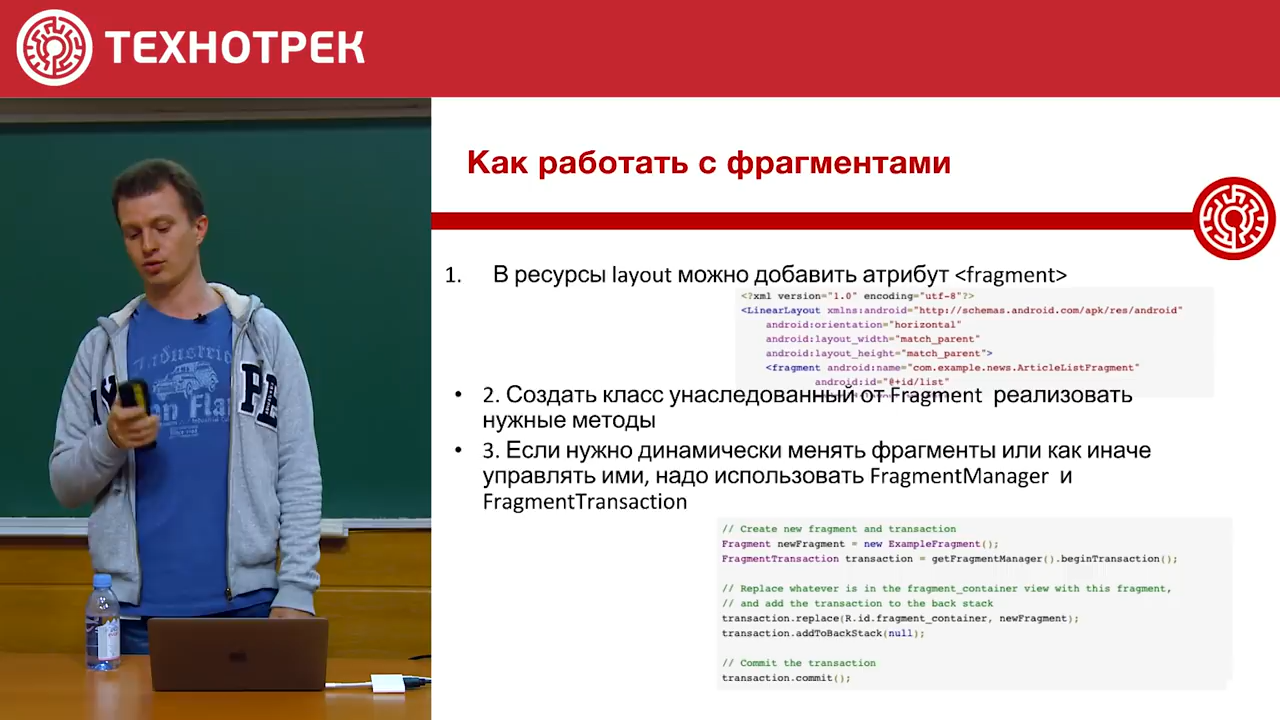 ТЕХНОТРЕК
Как работать с фрагментами
1. В ресурсы layout можно добавить атрибут <fragment>
<?xml version="1.0" encoding="utf-8"?>
<LinearLayout xmlns:android="http://schemas.android.com/apk/res/android"
android:orientation="horizontal"
android:layout_width="match_parent"
android:layout_height="match_parent">
<fragment android:name="com.example.news.ArticleListFragment"
android:id="@+id/list"
• 2. Создать класс унаследованный от Fragment реализовать
нужные методы
• 3. Если нужно динамически менять фрагменты или как иначе
управлять ими, надо использовать FragmentManager и
FragmentTransaction
// Create new fragment and transaction
Fragment newFragment = new ExampleFragment();
FragmentTransaction transaction = getFragmentManager().beginTransaction();
// Replace whatever is in the fragment_container view with this fragment,
// and add the transaction to the back stack
transaction.replace(R.id.fragment_container, newFragment);
transaction.addToBackStack(null);
// Commit the transaction
transaction.commit();